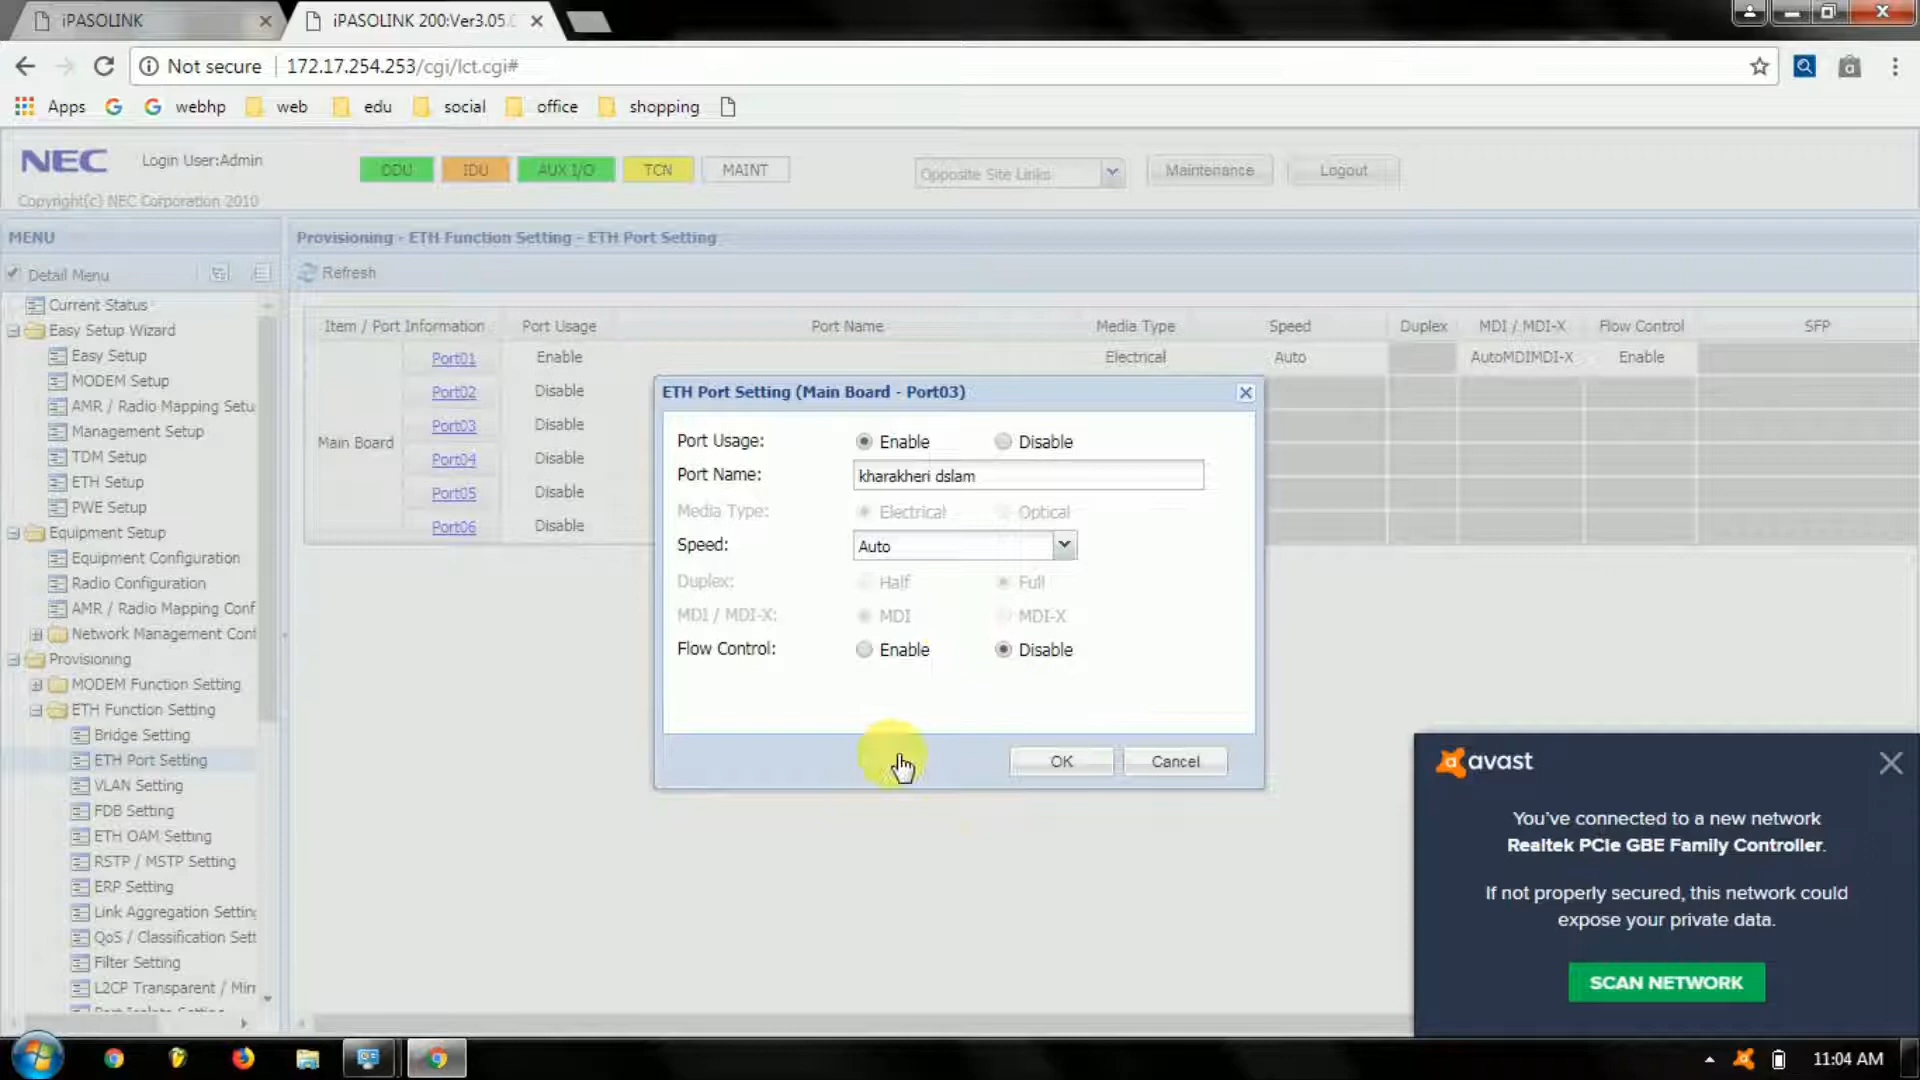 iPASOLINK
iPASOLINK 200:Ver3.05.
Not secure 172.17.254.253/cgi/lct.cgi#
Apps webhp web edu social office shopping
NEC Login User:Admin ODU IDU AUX I/O TCN MAINT Opposite Site Links Maintenance Logout
Copyright(c) NEC Corporation 2010
MENU
Provisioning - ETH Function Setting - ETH Port Setting
Detail Menu
Refresh
Current Status
Easy Setup Wizard
Easy Setup
MODEM Setup
AMR / Radio Mapping Setu
Management Setup
TDM Setup
ETH Setup
PWE Setup
Equipment Setup
Equipment Configuration
Radio Configuration
AMR / Radio Mapping Conf
Network Management Conf
Provisioning
MODEM Function Setting
ETH Function Setting
Bridge Setting
ETH Port Setting
VLAN Setting
FDB Setting
ETH OAM Setting
RSTP / MSTP Setting
ERP Setting
Link Aggregation Setting
QoS / Classification Sett
Filter Setting
L2CP Transparent / Mirr
Port Isolate Setting
Item / Port Information Port Usage Port Name Media Type Speed Duplex MDI / MDI-X Flow Control SFP
Main Board
Port01 Enable Electrical Auto AutoMDIMDI-X Enable
Port02 Disable
Port03 Disable
Port04 Disable
Port05 Disable
Port06 Disable
ETH Port Setting (Main Board - Port03)
Port Usage: Enable Disable
Port Name: kharakheri dslam
Media Type: Electrical Optical
Speed: Auto
Duplex: Half Full
MDI / MDI-X: MDI MDI-X
Flow Control: Enable Disable
OK Cancel
avast
You've connected to a new network
Realtek PCIe GBE Family Controller.
If not properly secured, this network could
expose your private data.
SCAN NETWORK
11:04 AM